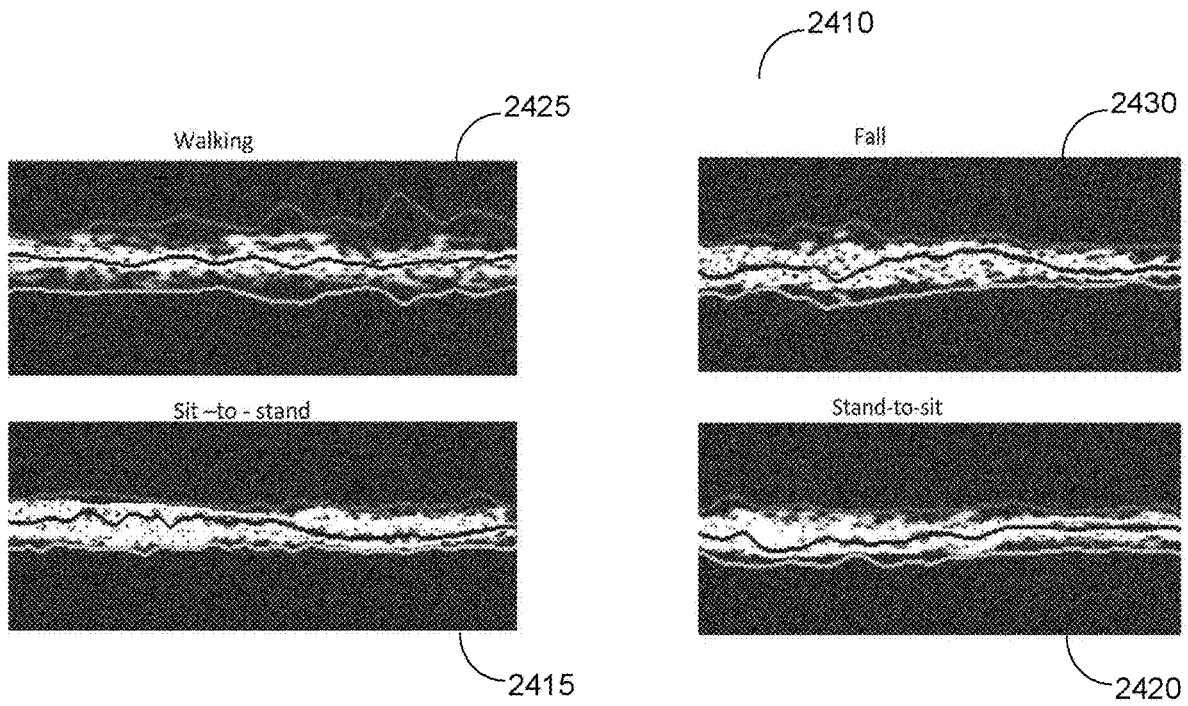 2410
2425
2430
Walking
Fall
Sit –to - stand
Stand-to-sit
2415
2420